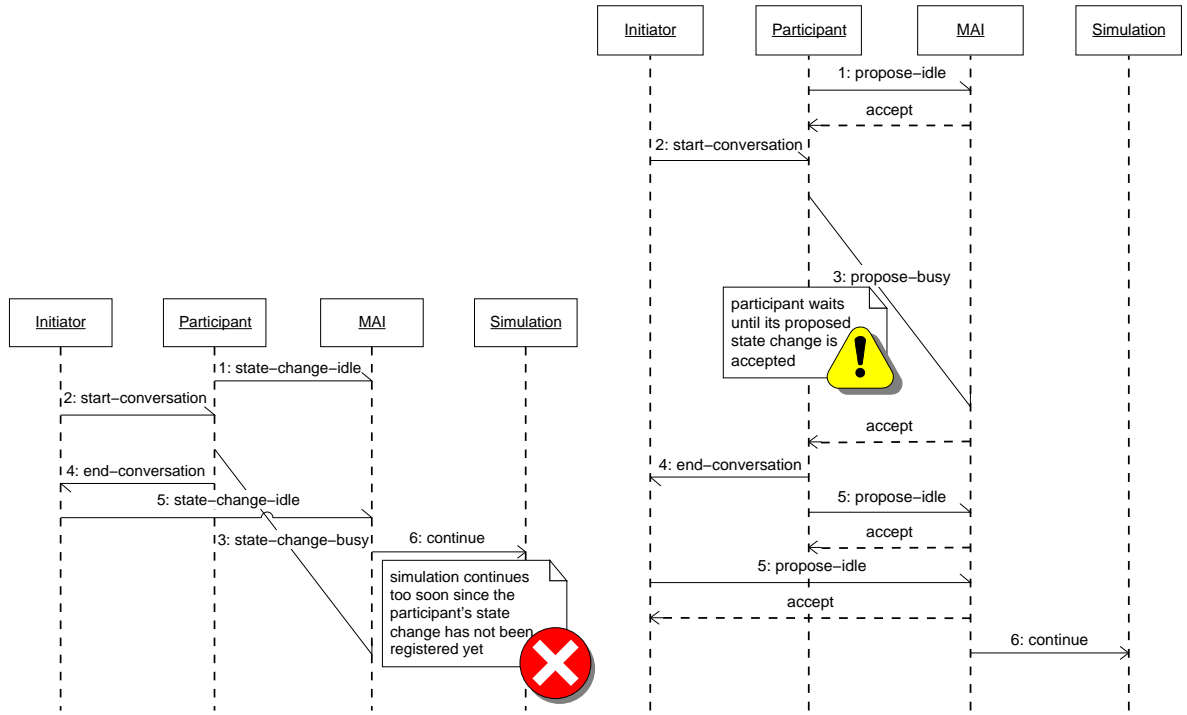 Initiator
Participant
MAI
Simulation
1: state−change−idle
2: start−conversation
4: end−conversation
5: state−change−idle
3: state−change−busy
6: continue
simulation continues
too soon since the
participant's state
change has not been
registered yet
Initiator
Participant
MAI
Simulation
1: propose−idle
accept
2: start−conversation
3: propose−busy
participant waits
until its proposed
state change is
accepted
accept
4: end−conversation
5: propose−idle
accept
5: propose−idle
accept
6: continue